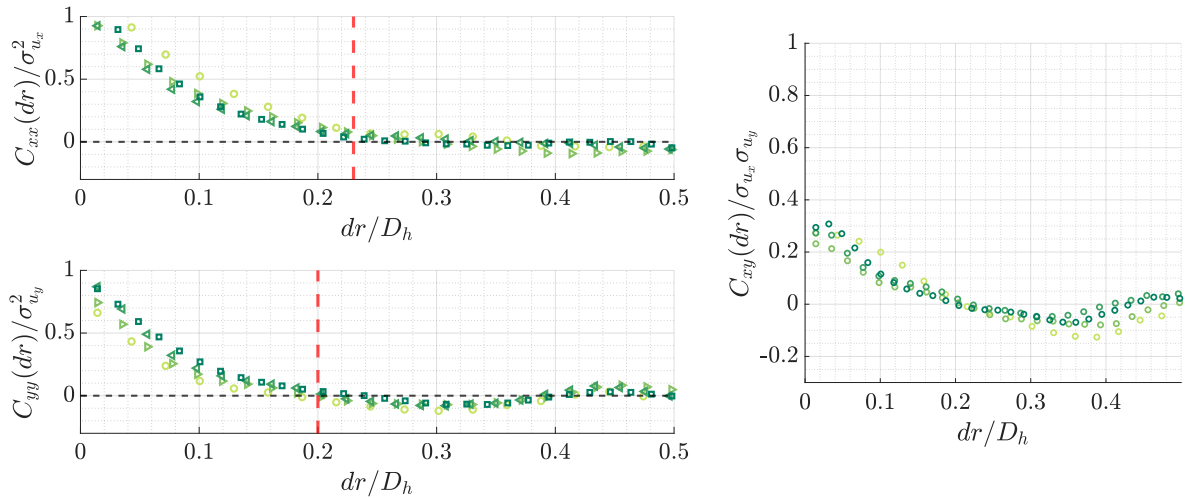 C_{xx}(dr)/σ²_{u_x}
1
0.5
0
0 0.1 0.2 0.3 0.4 0.5
dr/D_h
C_{yy}(dr)/σ²_{u_y}
1
0.5
0
0 0.1 0.2 0.3 0.4 0.5
dr/D_h
C_{xy}(dr)/σ_{u_x}σ_{u_y}
1
0.8
0.6
0.4
0.2
0
-0.2
0 0.1 0.2 0.3 0.4
dr/D_h